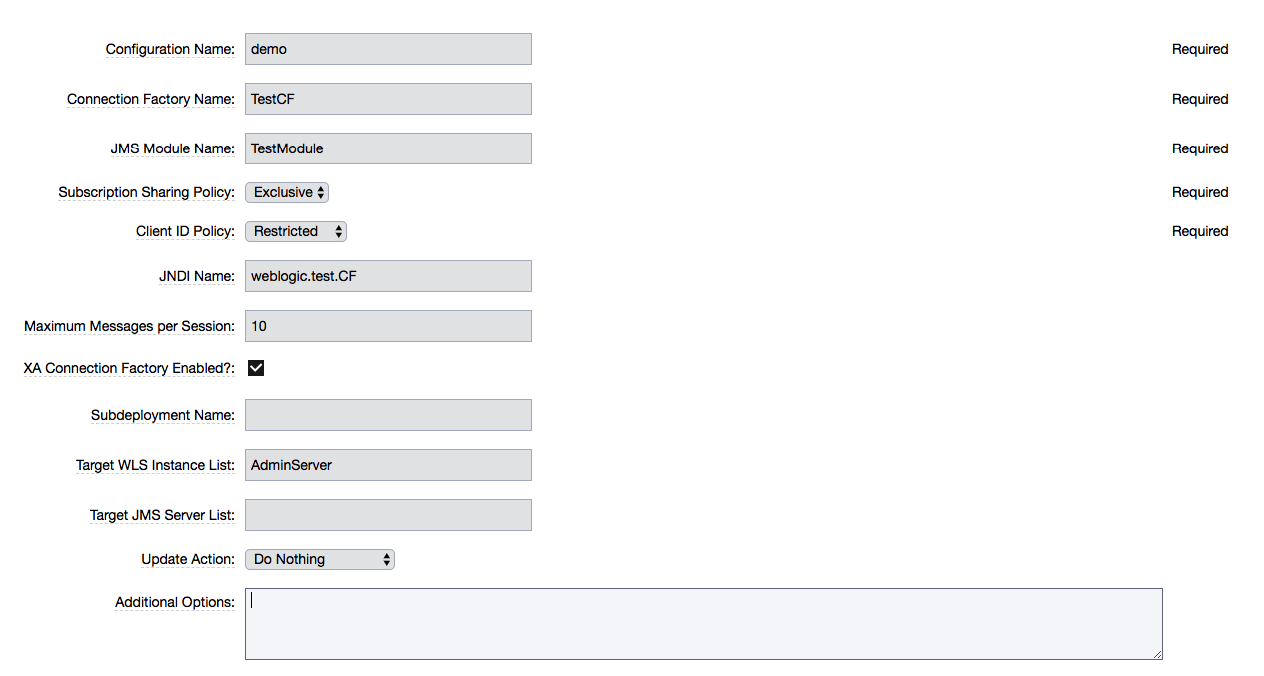 Configuration Name: demo Required
Connection Factory Name: TestCF Required
JMS Module Name: TestModule Required
Subscription Sharing Policy: Exclusive Required
Client ID Policy: Restricted Required
JNDI Name: weblogic.test.CF
Maximum Messages per Session: 10
XA Connection Factory Enabled?:
Subdeployment Name:
Target WLS Instance List: AdminServer
Target JMS Server List:
Update Action: Do Nothing
Additional Options: